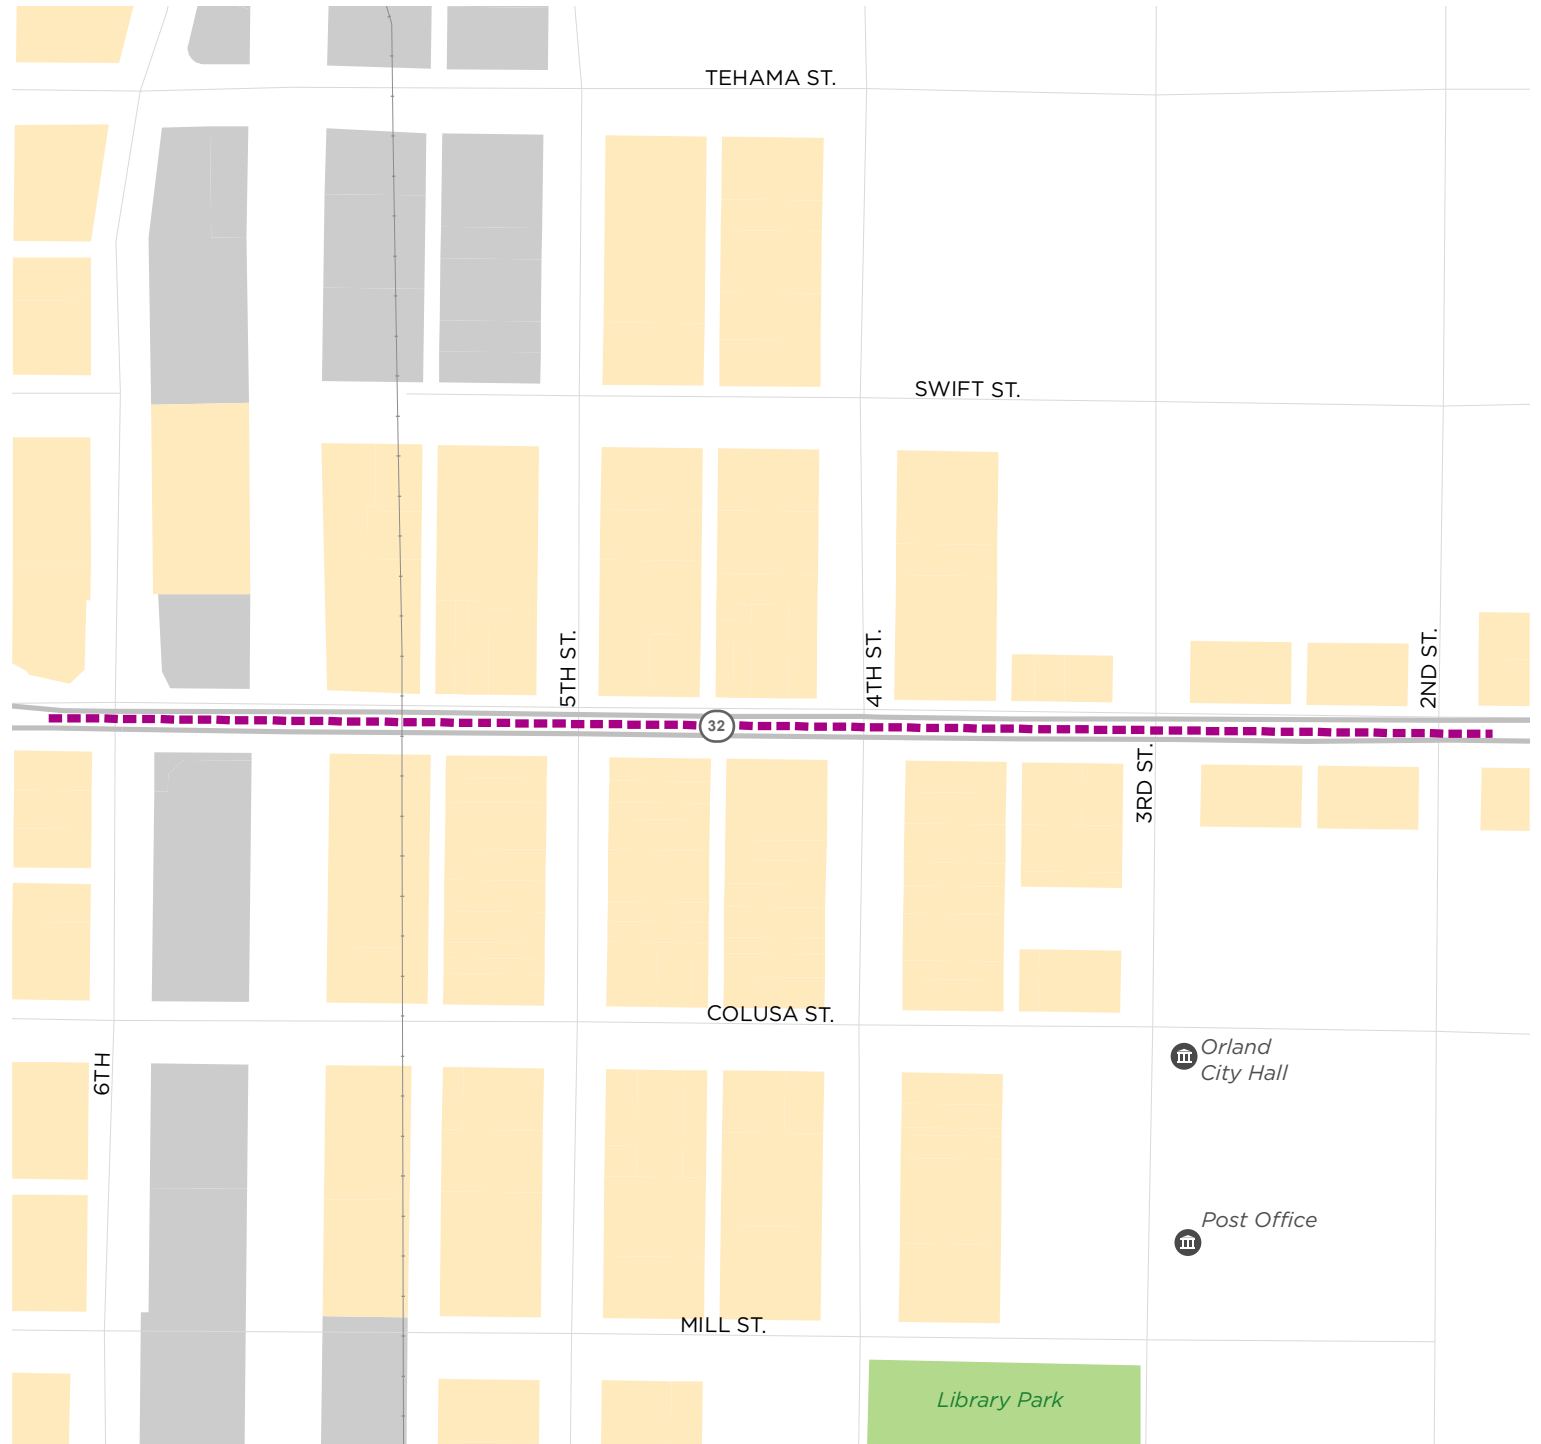 TEHAMA ST.
SWIFT ST.
5TH ST.
4TH ST.
2ND ST.
32
3RD ST.
COLUSA ST.
6TH
Orland
City Hall
Post Office
MILL ST.
Library Park